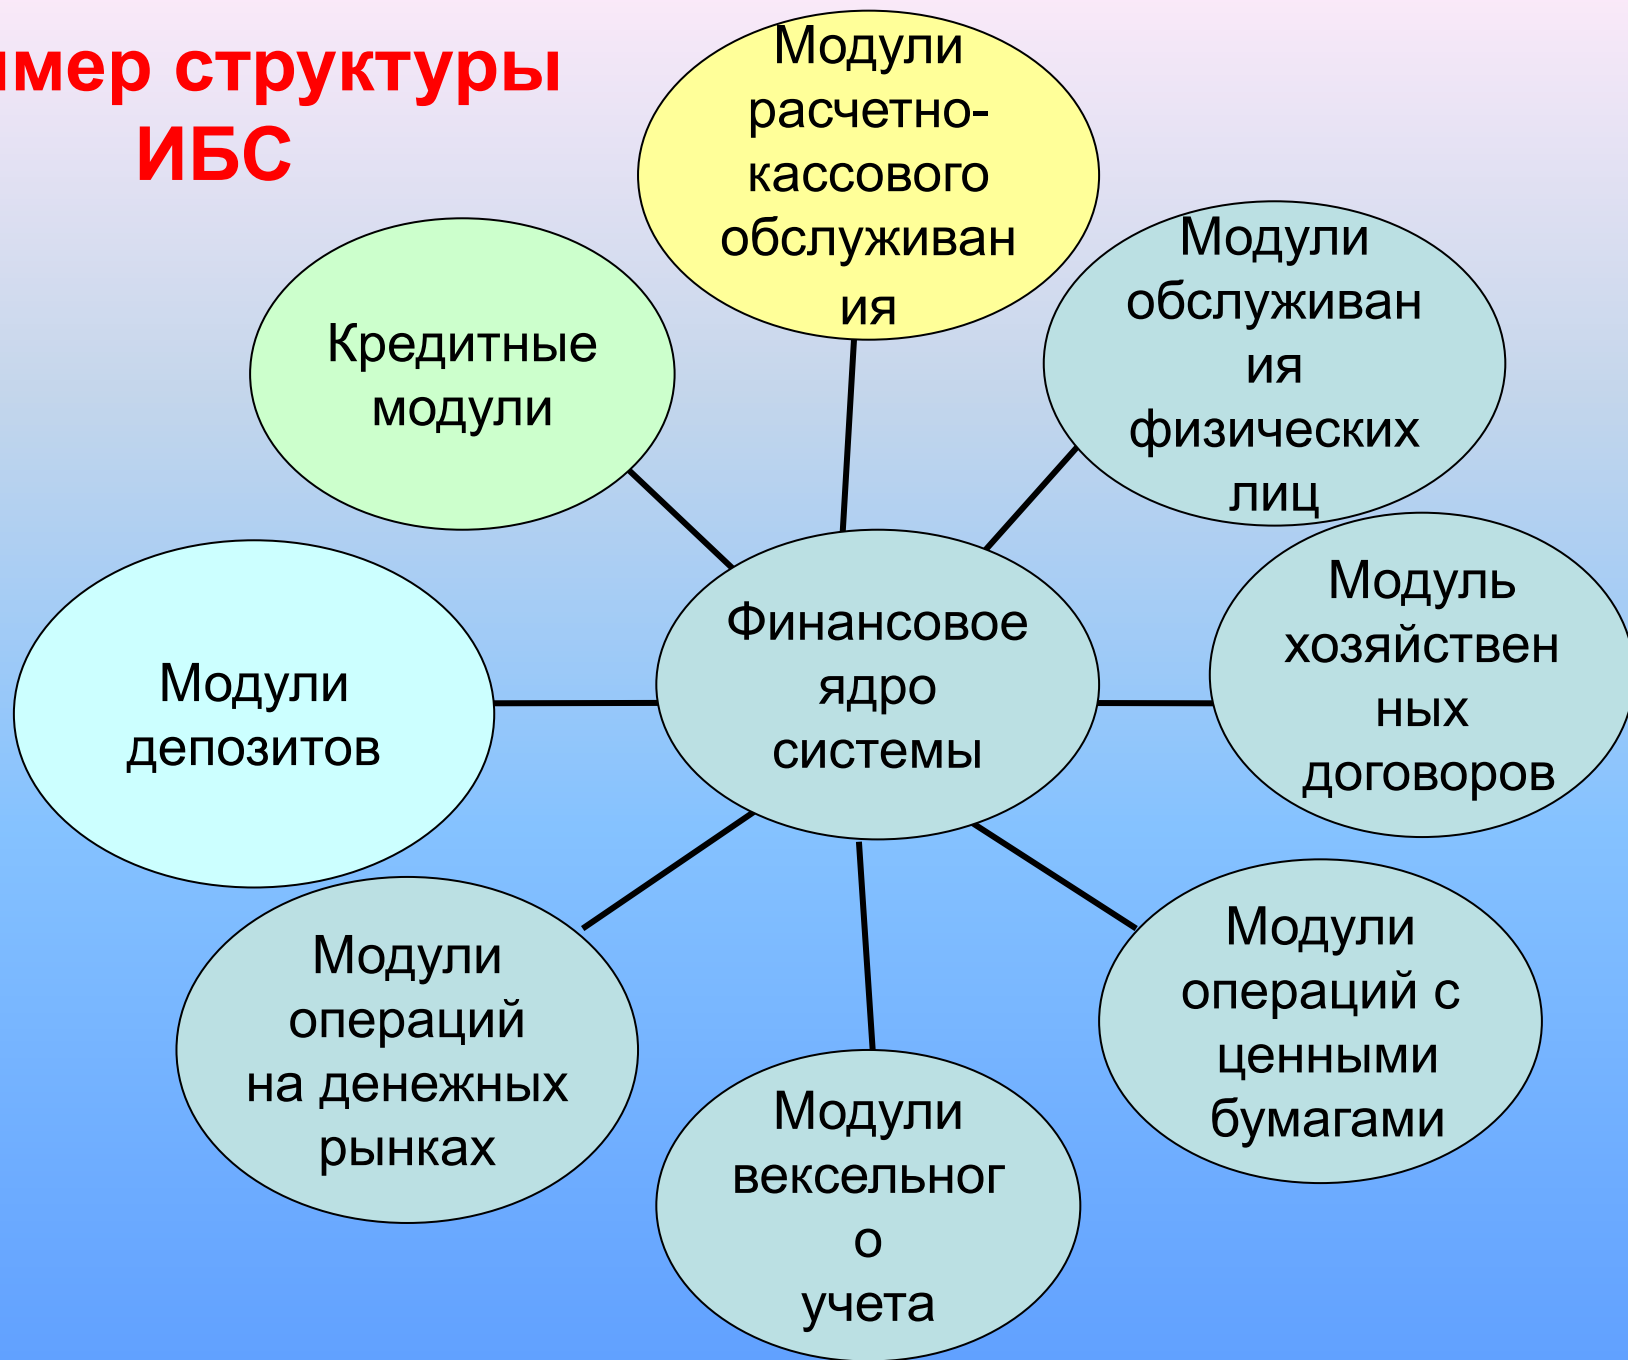 имер структуры
ИБС
Модули
расчетно-
кассового
обслуживан
ия
Модули
обслуживан
ия
физических
лиц
Кредитные
модули
Модуль
хозяйствен
ных
договоров
Финансовое
ядро
системы
Модули
депозитов
Модули
операций с
ценными
бумагами
Модули
операций
на денежных
рынках
Модули
вексельног
о
учета